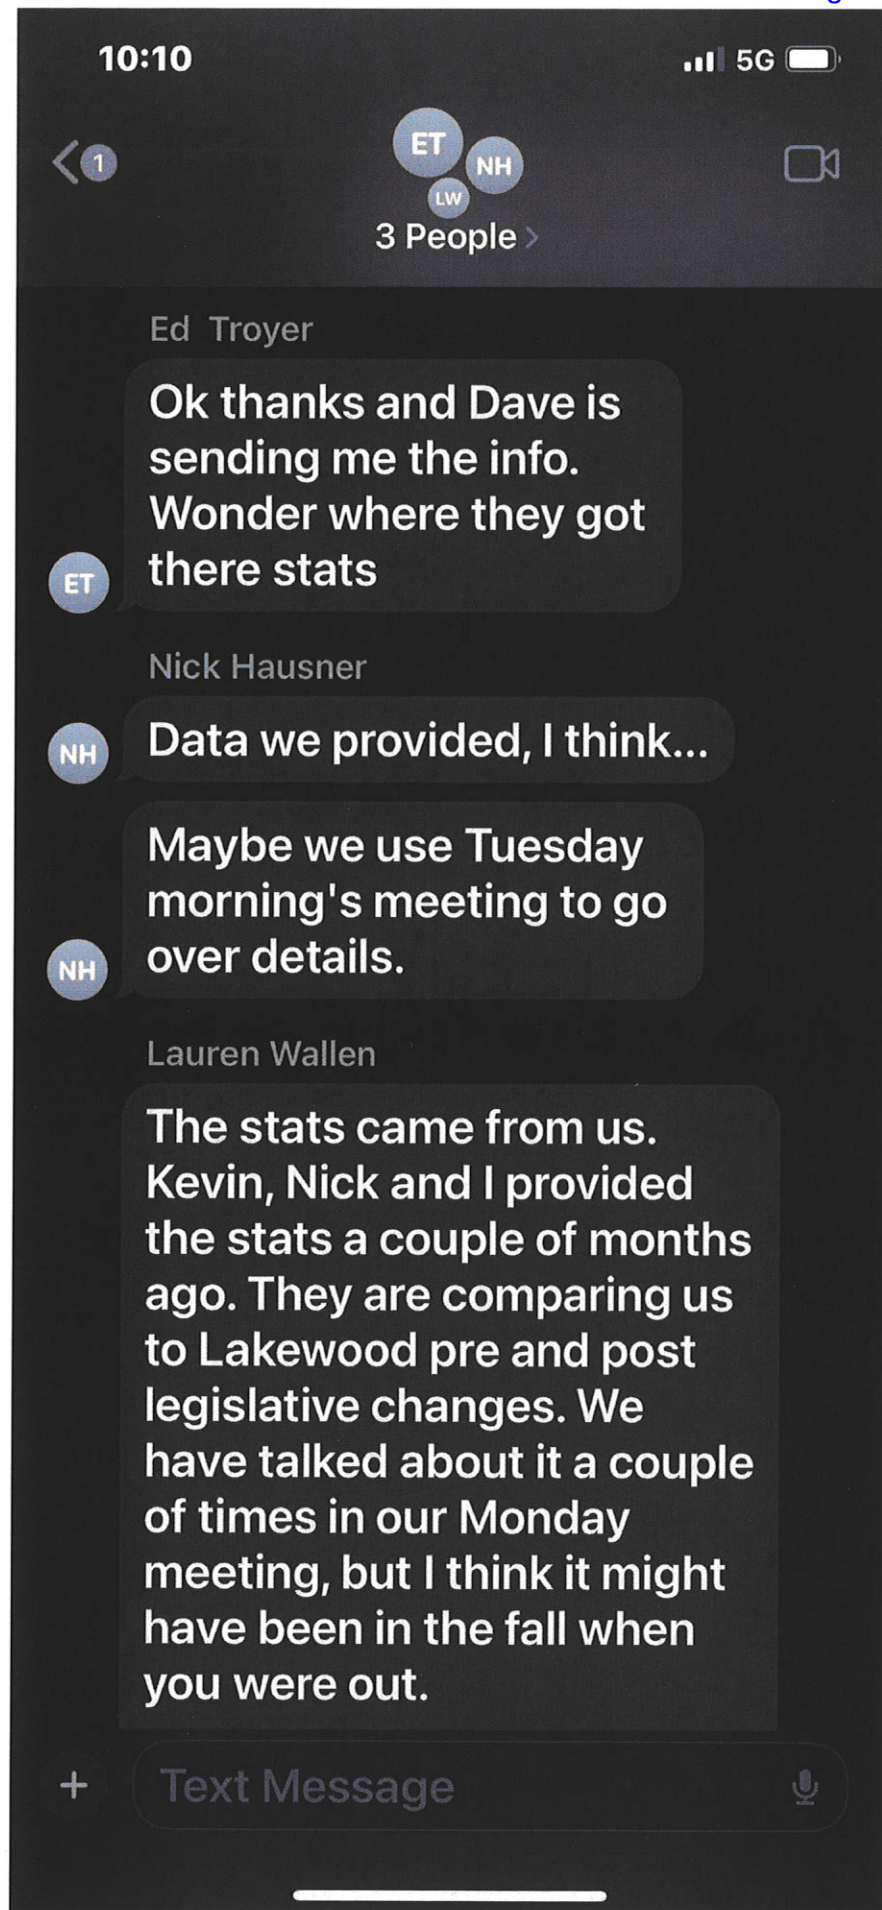 10:10
5G
1
ET
NH
LW
3 People
Ed Troyer
Ok thanks and Dave is
sending me the info.
Wonder where they got
there stats
ET
Nick Hausner
Data we provided, I think...
NH
Maybe we use Tuesday
morning's meeting to go
over details.
NH
Lauren Wallen
The stats came from us.
Kevin, Nick and I provided
the stats a couple of months
ago. They are comparing us
to Lakewood pre and post
legislative changes. We
have talked about it a couple
of times in our Monday
meeting, but I think it might
have been in the fall when
you were out.
Text Message